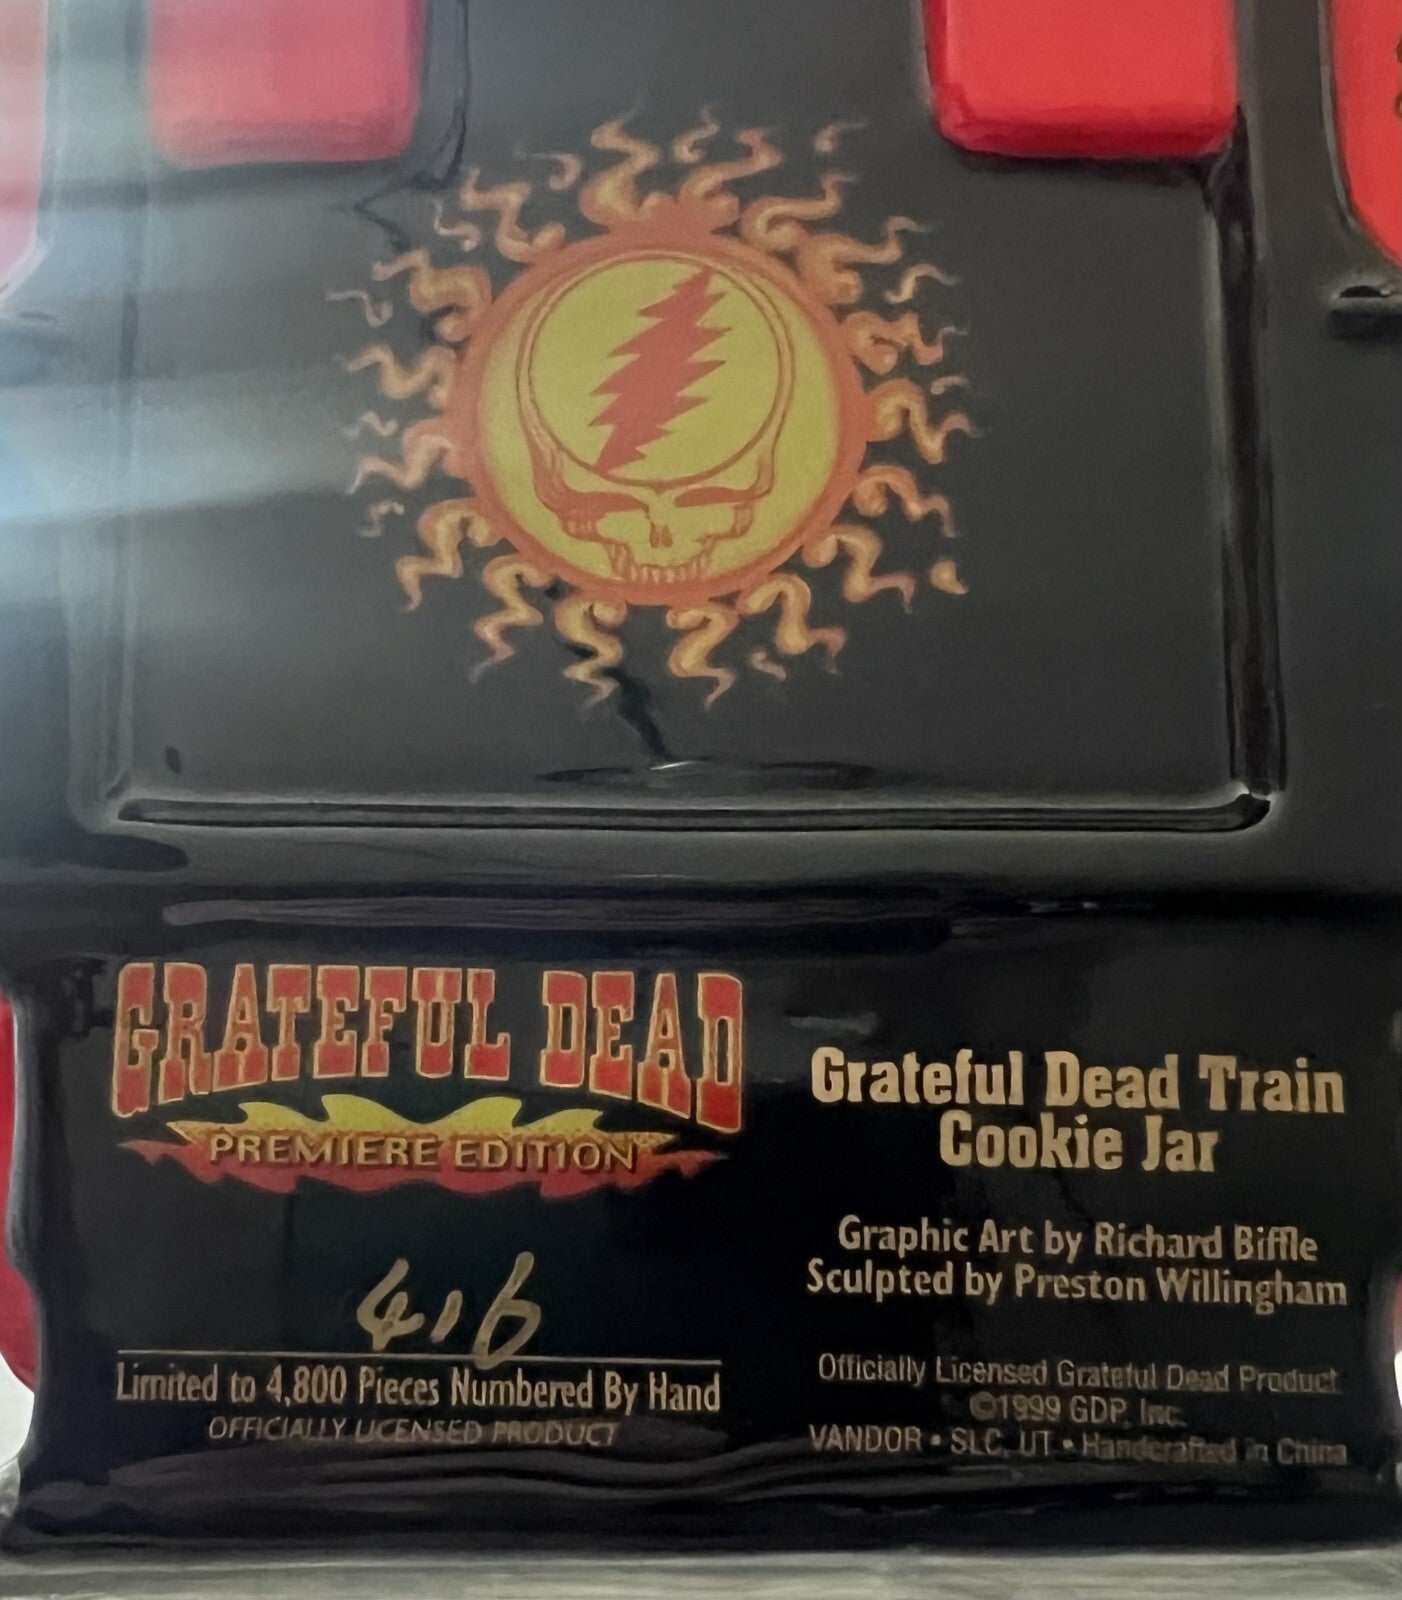 GRATEFUL DEAD
PREMIERE EDITION
416
Limited to 4,800 Pieces Numbered By Hand
OFFICIALLY LICENSED PRODUCT
Grateful Dead Train
Cookie Jar
Graphic Art by Richard Biffle
Sculpted by Preston Willingham
Officially Licensed Grateful Dead Product
©1999 GDP, Inc.
VANDOR • SLC, UT • Handcrafted in China